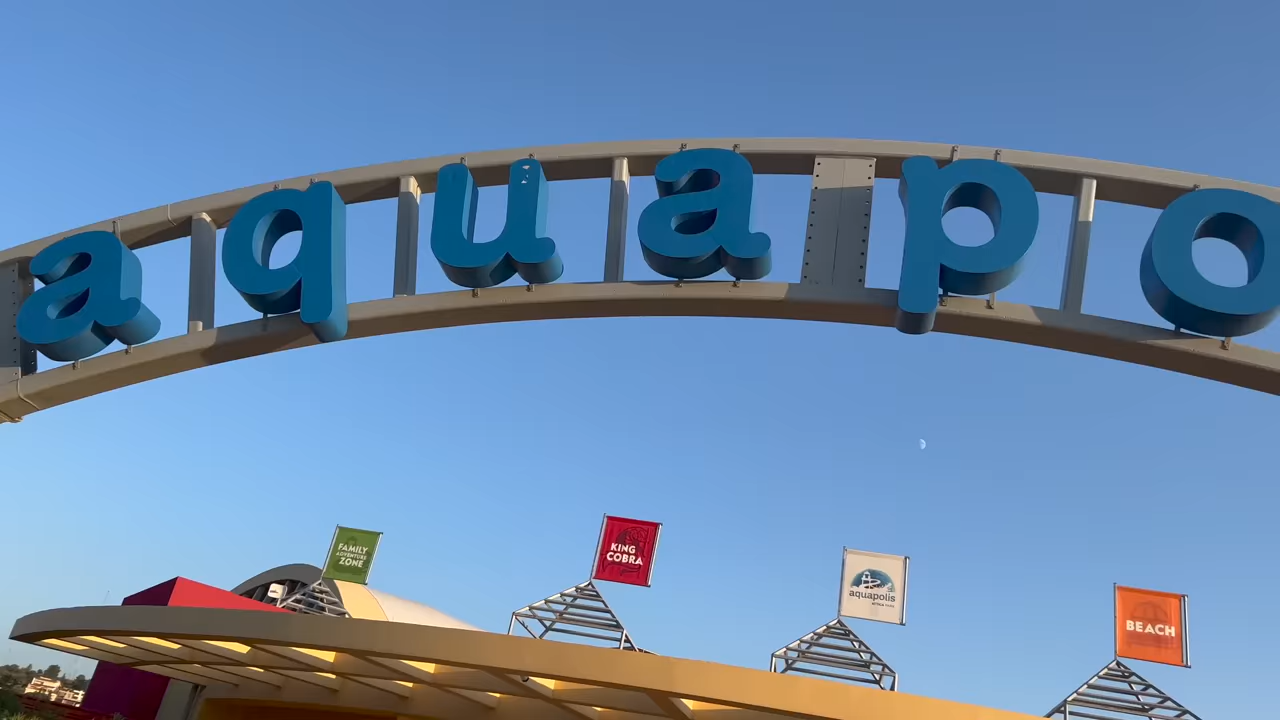 aquapo
FAMILY
ADVENTURE
ZONE
KING
COBRA
aquapolis
BEACH